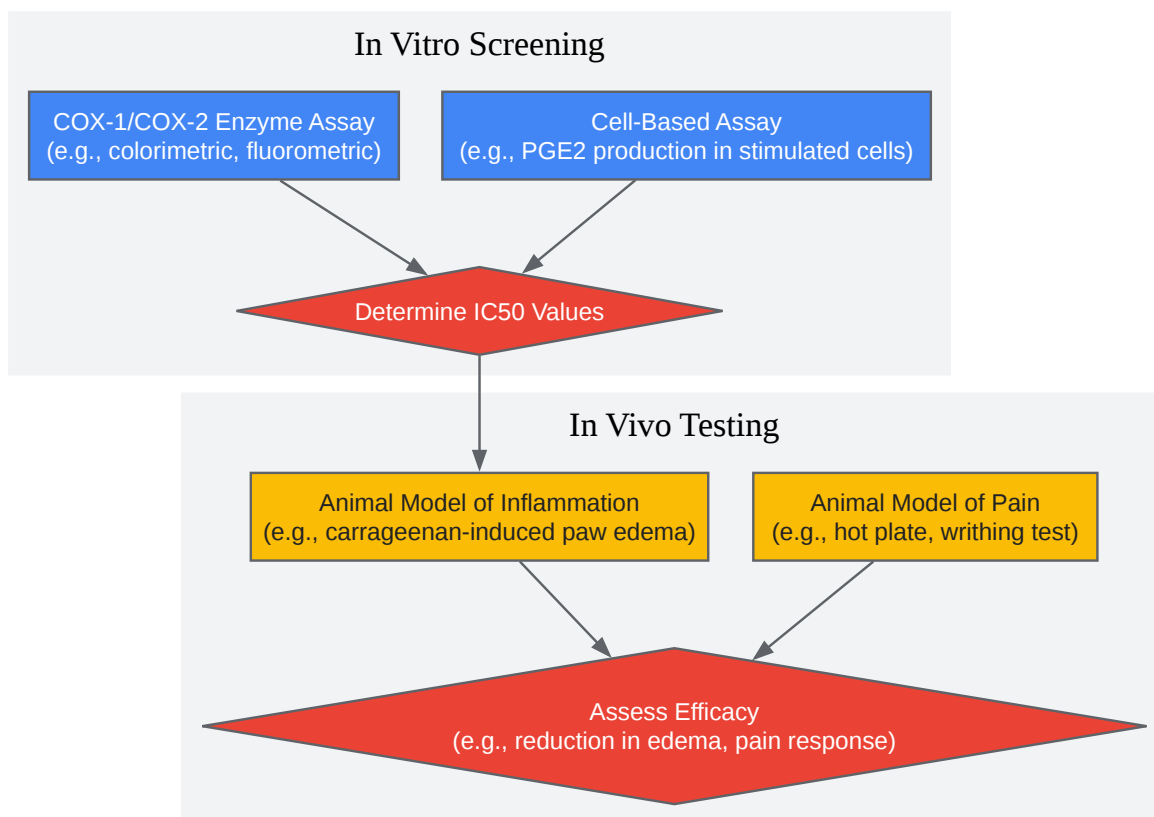 In Vitro Screening
COX-1/COX-2 Enzyme Assay
(e.g., colorimetric, fluorometric)
Cell-Based Assay
(e.g., PGE2 production in stimulated cells)
Determine IC50 Values
In Vivo Testing
Animal Model of Inflammation
(e.g., carrageenan-induced paw edema)
Animal Model of Pain
(e.g., hot plate, writhing test)
Assess Efficacy
(e.g., reduction in edema, pain response)